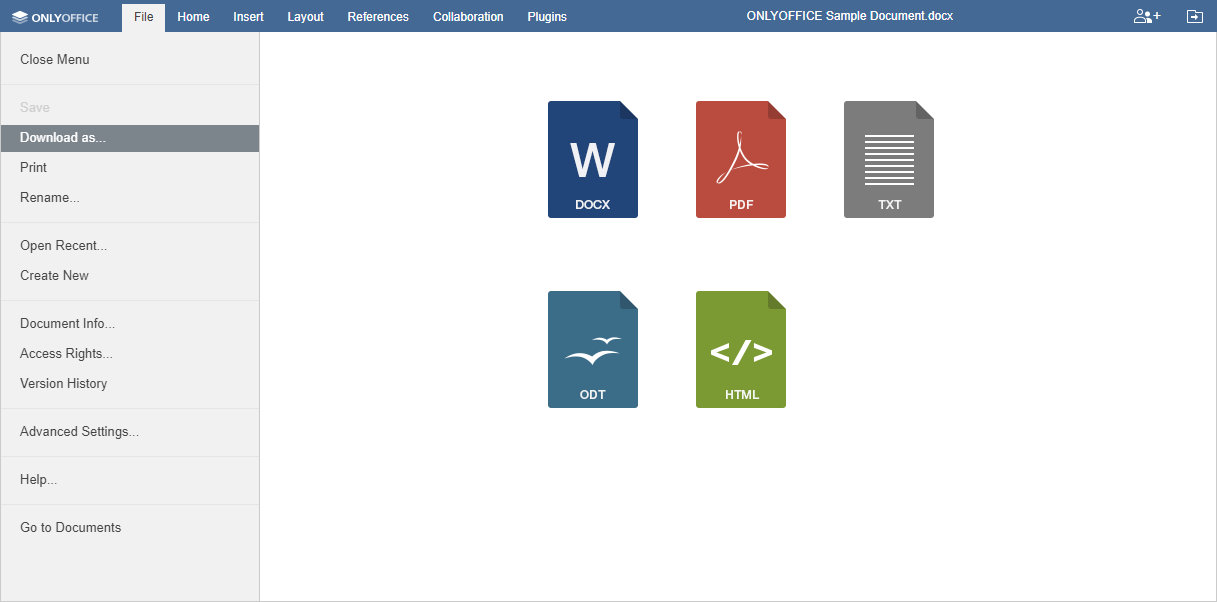 ONLYOFFICE File Home Insert Layout References Collaboration Plugins ONLYOFFICE Sample Document.docx
Close Menu
Save
Download as...
Print
Rename...
Open Recent...
Create New
Document Info...
Access Rights...
Version History
Advanced Settings...
Help...
Go to Documents
W
DOCX PDF TXT
</>
ODT HTML